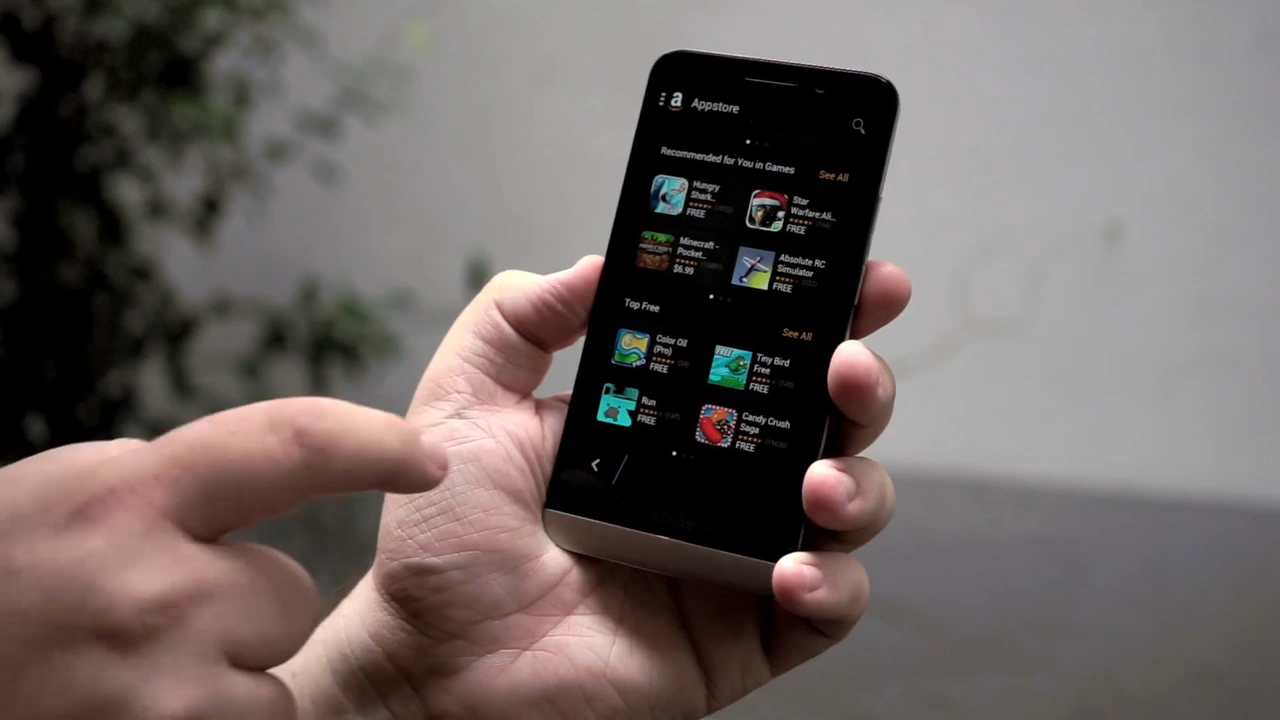 a Appstore
Recommended for You in Games
See All
Hungry
Shark..
FREE
Star
Warfare:Ali...
FREE
Minecraft -
Pocket...
$6.99
Absolute RC
Simulator
FREE
Top Free
See All
Color Oil
(Pro)
FREE
Tiny Bird
Free
FREE
Run
FREE
Candy Crush
Saga
FREE